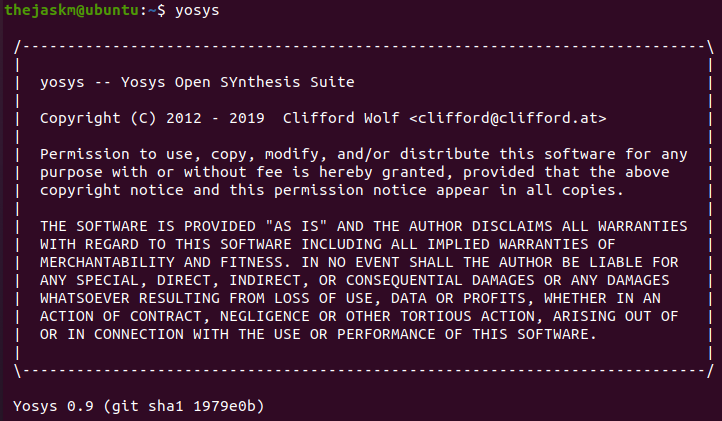 thejaskm@ubuntu:~$ yosys
/----------------------------------------------------------------------------\
|                                                                            |
|  yosys -- Yosys Open SYnthesis Suite                                       |
|                                                                            |
|  Copyright (C) 2012 - 2019  Clifford Wolf <clifford@clifford.at>           |
|                                                                            |
|  Permission to use, copy, modify, and/or distribute this software for any  |
|  purpose with or without fee is hereby granted, provided that the above    |
|  copyright notice and this permission notice appear in all copies.         |
|                                                                            |
|  THE SOFTWARE IS PROVIDED "AS IS" AND THE AUTHOR DISCLAIMS ALL WARRANTIES  |
|  WITH REGARD TO THIS SOFTWARE INCLUDING ALL IMPLIED WARRANTIES OF          |
|  MERCHANTABILITY AND FITNESS. IN NO EVENT SHALL THE AUTHOR BE LIABLE FOR   |
|  ANY SPECIAL, DIRECT, INDIRECT, OR CONSEQUENTIAL DAMAGES OR ANY DAMAGES    |
|  WHATSOEVER RESULTING FROM LOSS OF USE, DATA OR PROFITS, WHETHER IN AN     |
|  ACTION OF CONTRACT, NEGLIGENCE OR OTHER TORTIOUS ACTION, ARISING OUT OF   |
|  OR IN CONNECTION WITH THE USE OR PERFORMANCE OF THIS SOFTWARE.            |
|                                                                            |
\----------------------------------------------------------------------------/
Yosys 0.9 (git sha1 1979e0b)